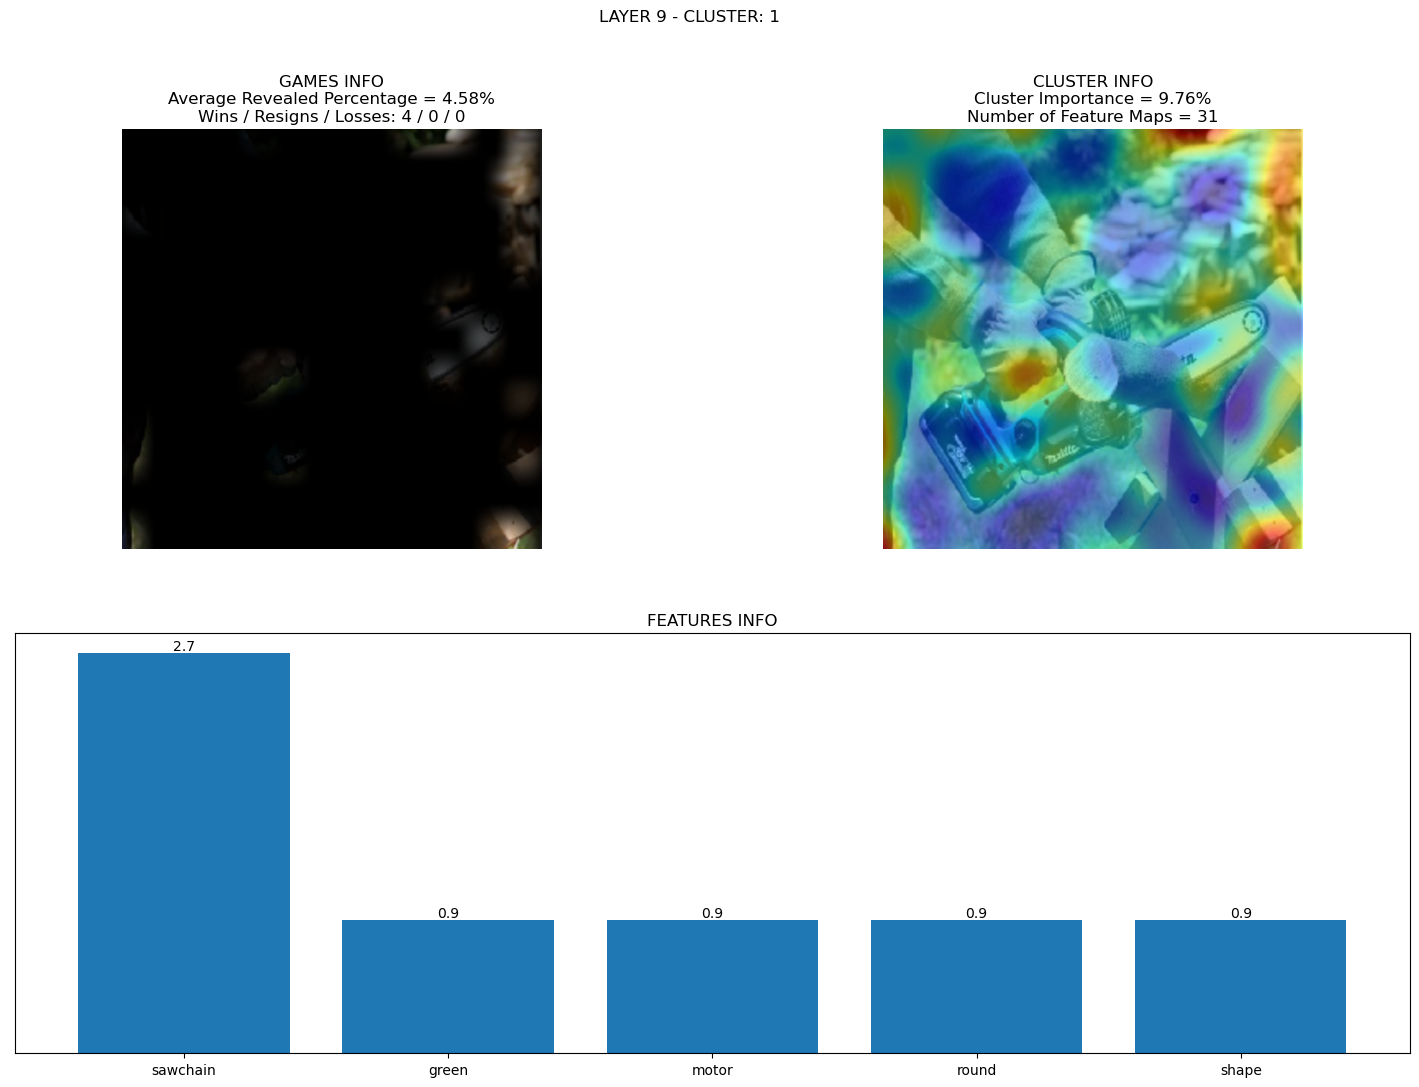 LAYER 9 - CLUSTER: 1
GAMES INFO
Average Revealed Percentage = 4.58%
Wins / Resigns / Losses: 4 / 0 / 0
CLUSTER INFO
Cluster Importance = 9.76%
Number of Feature Maps = 31
FEATURES INFO
2.7
0.9
0.9
0.9
0.9
sawchain
green
motor
round
shape